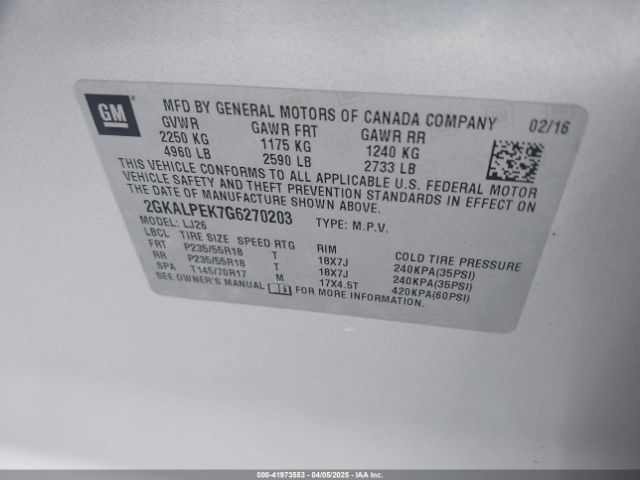 GM
MFD BY GENERAL MOTORS OF CANADA COMPANY 02/16
GVWR GAWR FRT GAWR RR
2250 KG 1175 KG 1240 KG
4960 LB 2590 LB 2733 LB
THIS VEHICLE CONFORMS TO ALL APPLICABLE U.S. FEDERAL MOTOR
VEHICLE SAFETY AND THEFT PREVENTION STANDARDS IN EFFECT ON
THE DATE OF MANUFACTURE SHOWN ABOVE.
2GKALPEK7G6270203 TYPE: M.P.V.
MODEL: LJ26
LBCL TIRE SIZE SPEED RTG RIM COLD TIRE PRESSURE
FRT P235/55R18 T 18X7J 240KPA(35PSI)
RR P235/55R18 T 18X7J 240KPA(35PSI)
SPA T145/70R17 M 17X4.5T 420KPA(60PSI)
SEE OWNER'S MANUAL FOR MORE INFORMATION.
000-41973553 - 04/05/2025 - IAA Inc.